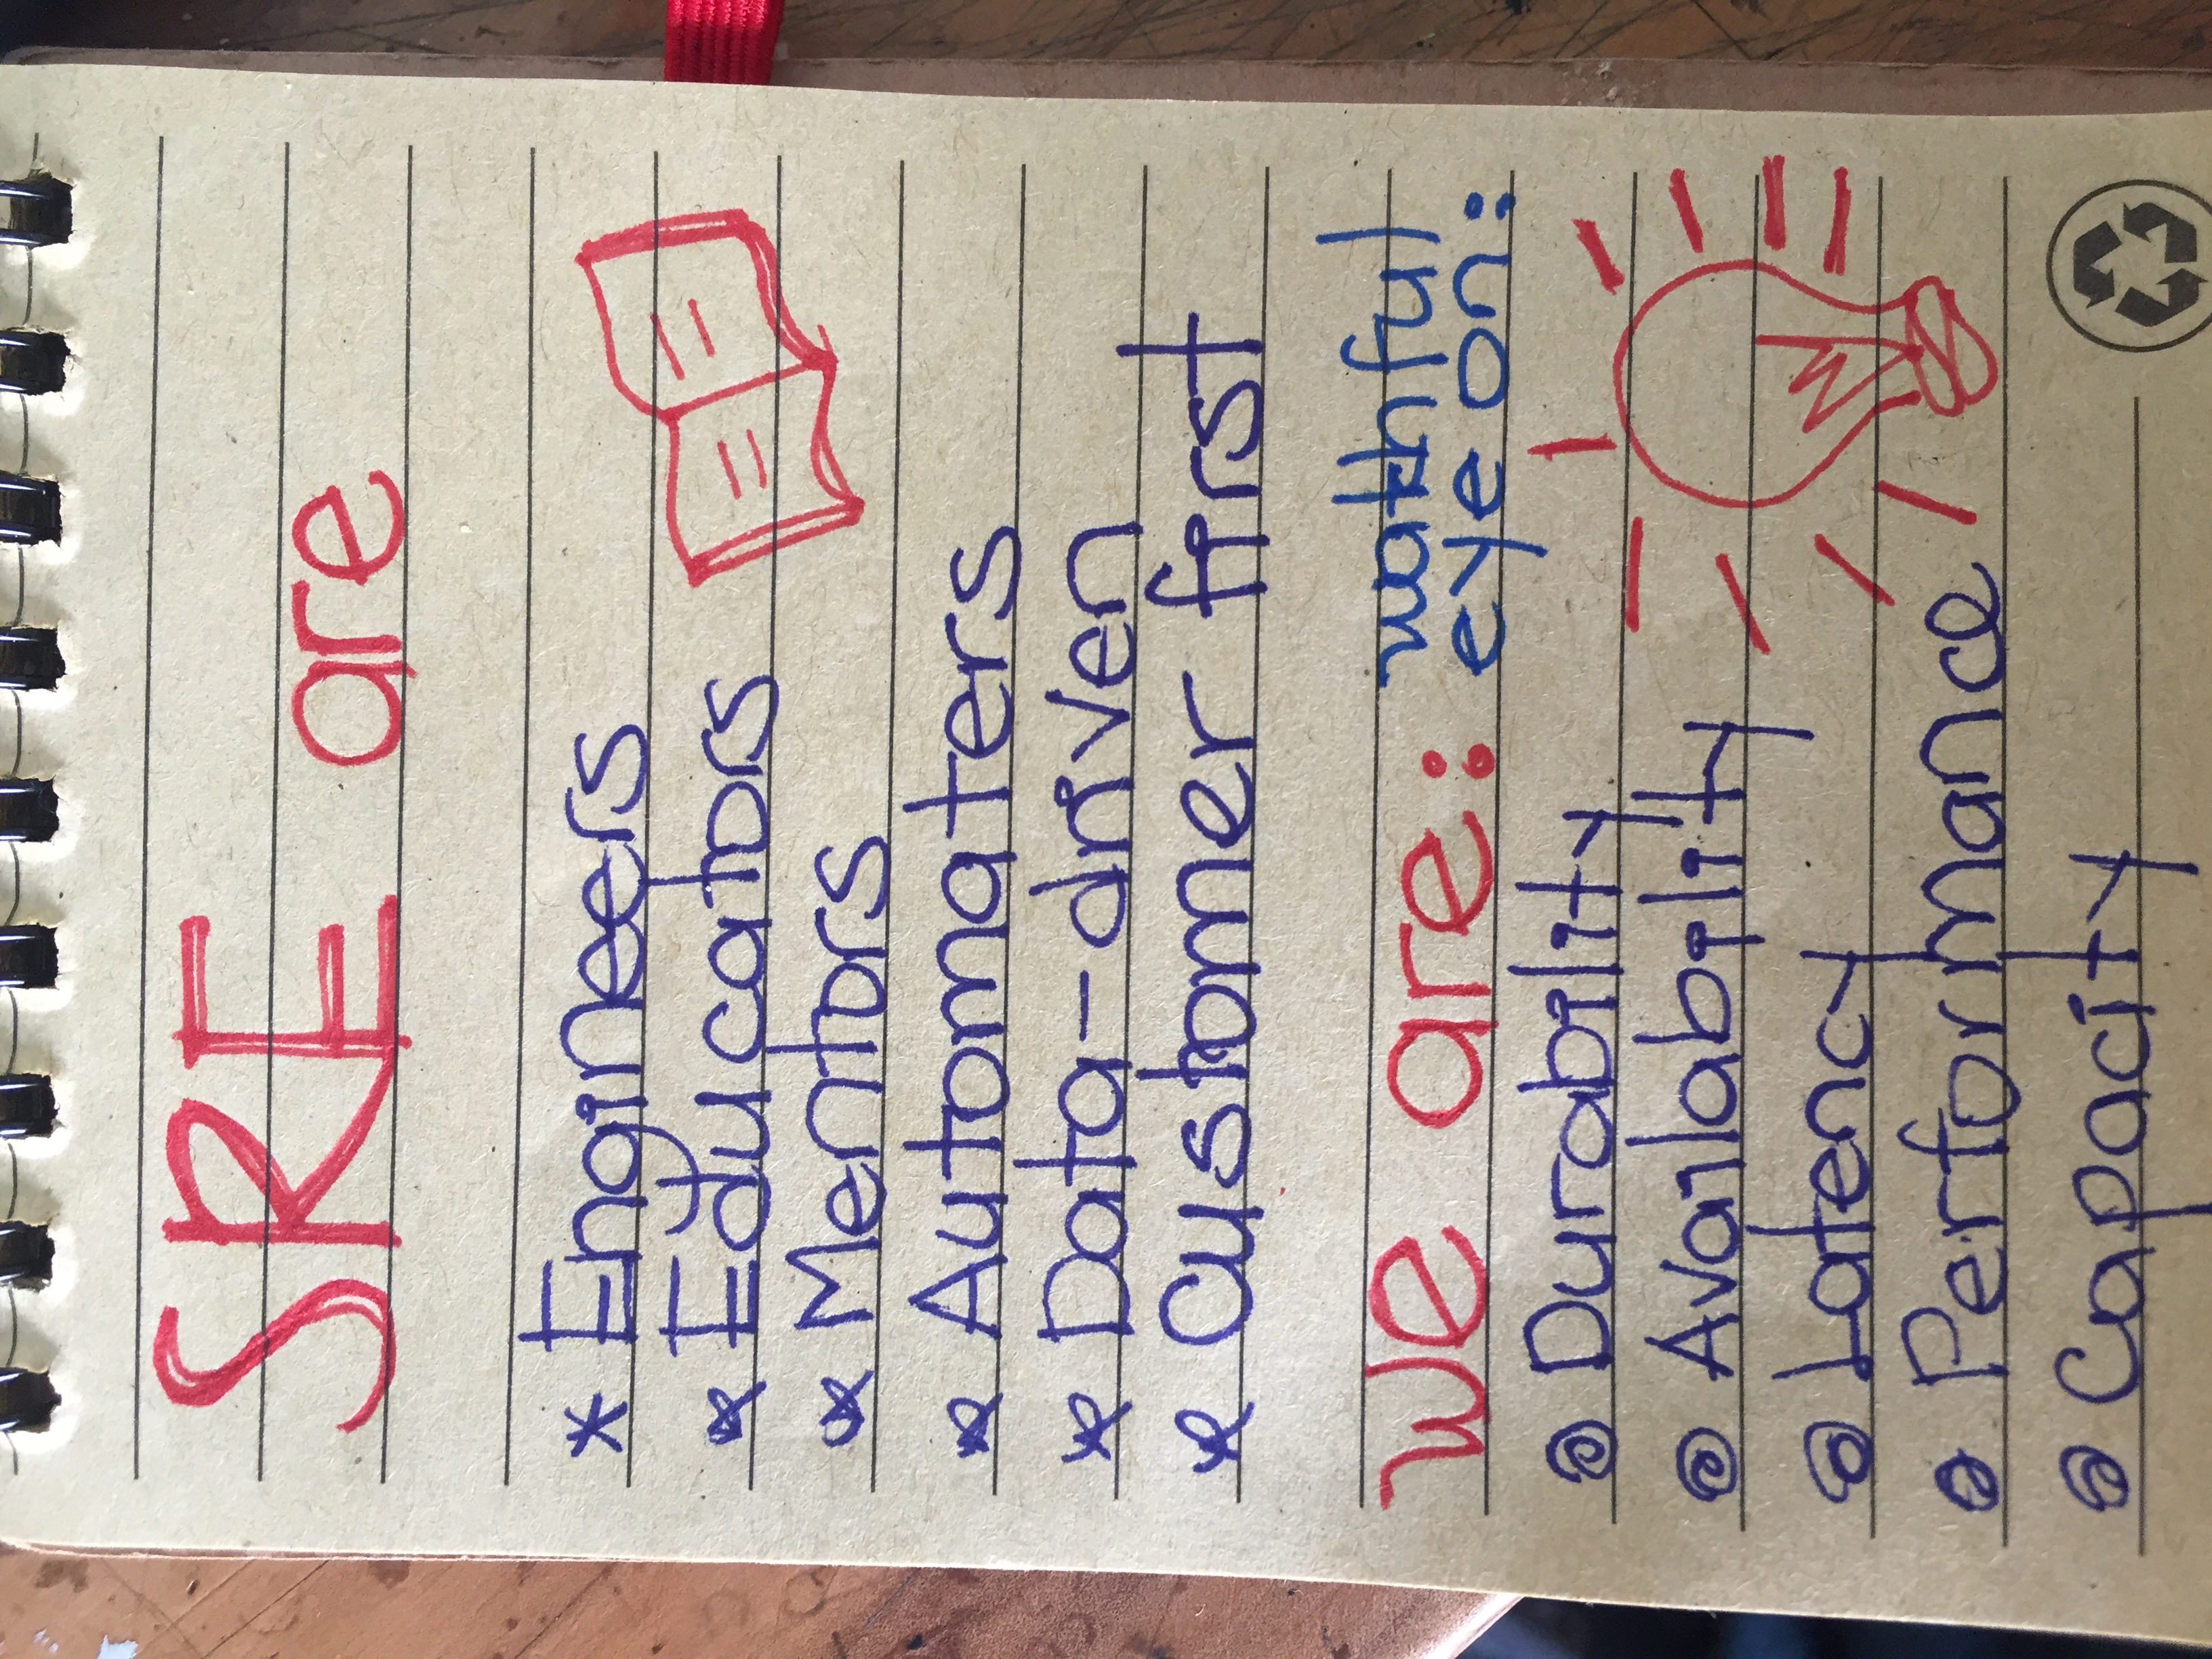 SRE are
* Engineers
* Educators
* Mentors
* Automaters
* Data-driven
* Customer first
We are: watchful
eye on:
Durability
Availability
Latency
Performance
Capacity